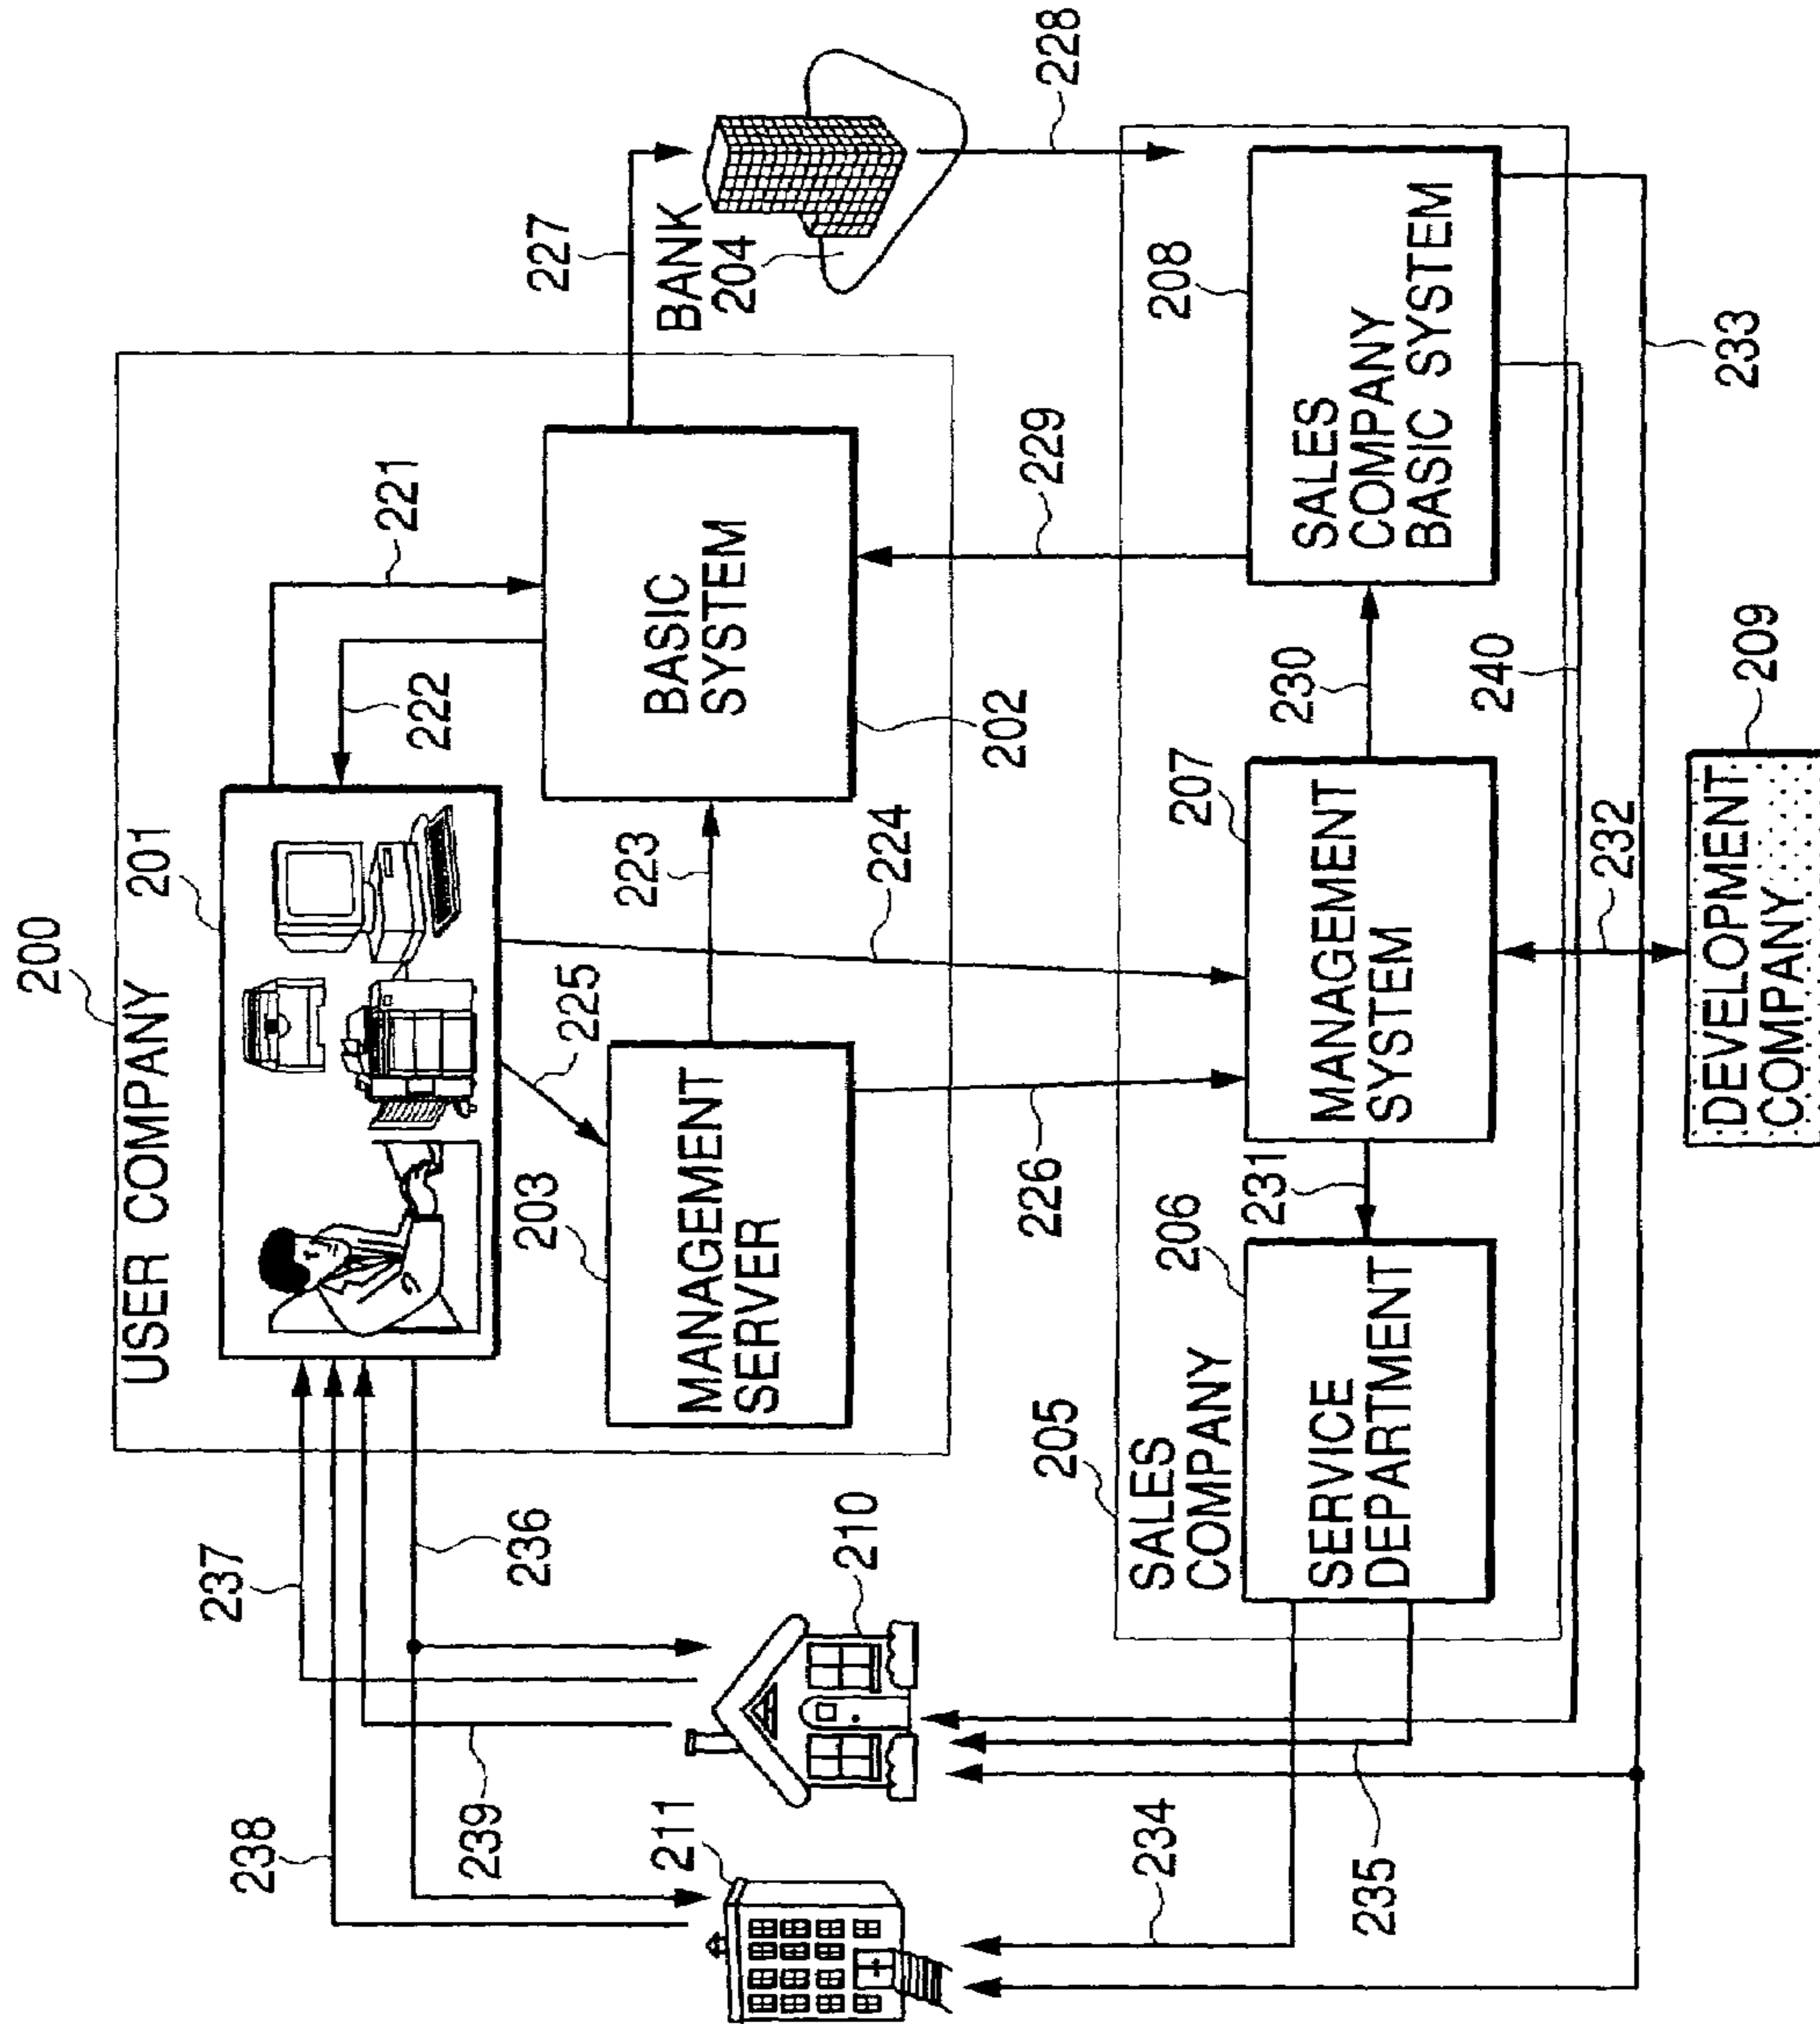 200
USER COMPANY
201
221
222
227
BANK
204
228
237
238
239
236
225
223
BASIC
SYSTEM
202
203
MANAGEMENT
SERVER
224
226
229
211
210
205
SALES
COMPANY
206
SERVICE
DEPARTMENT
231
207
MANAGEMENT
SYSTEM
230
208
SALES
COMPANY
BASIC SYSTEM
234
235
240
232
233
209
DEVELOPMENT
COMPANY